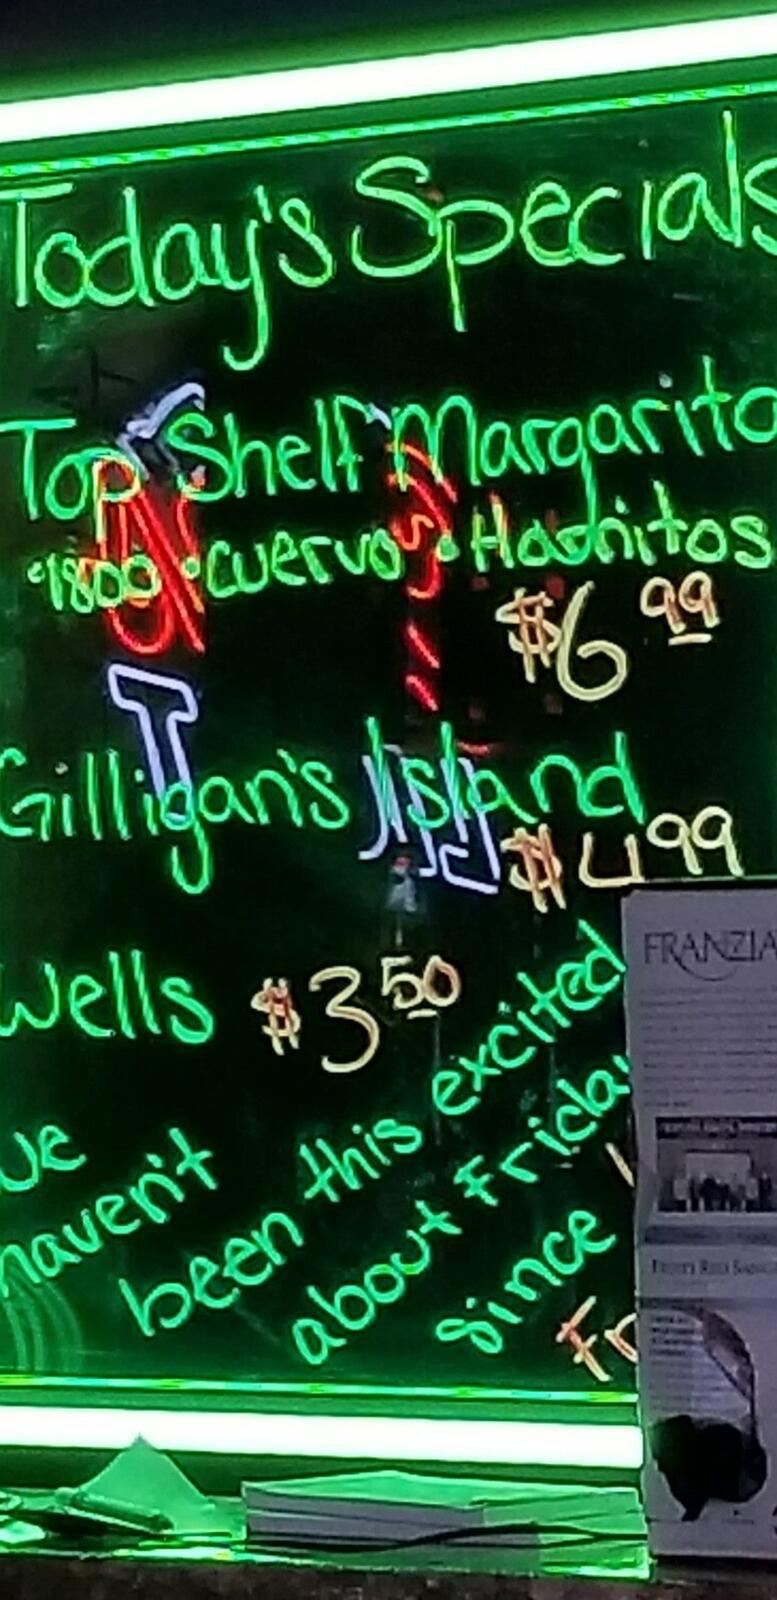 Today's Specials
Top Shelf Margarita
•1800 •Cuervo •Hornitos
$6 99
Gilligan's Island
$4 99
Wells $3 50
We
haven't
been this excited
about Friday
since
Fr
FRANZIA